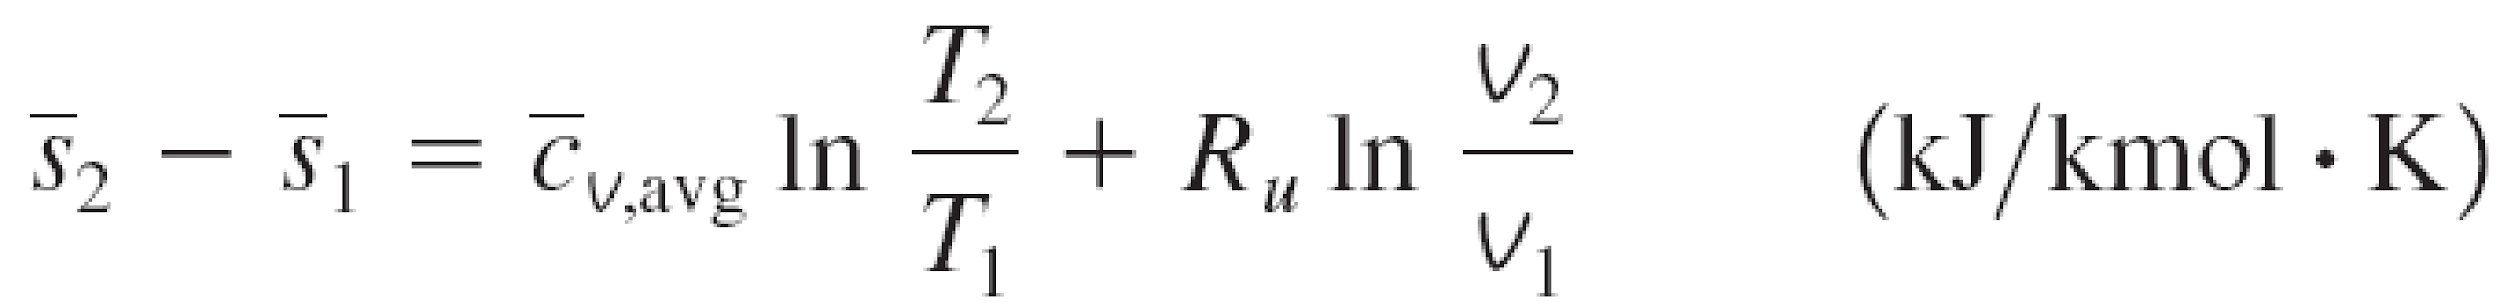 s̅₂ − s̅₁ = c̅ᵥ,avg ln T₂/T₁ + Rᵤ ln v₂/v₁ (kJ/kmol · K)